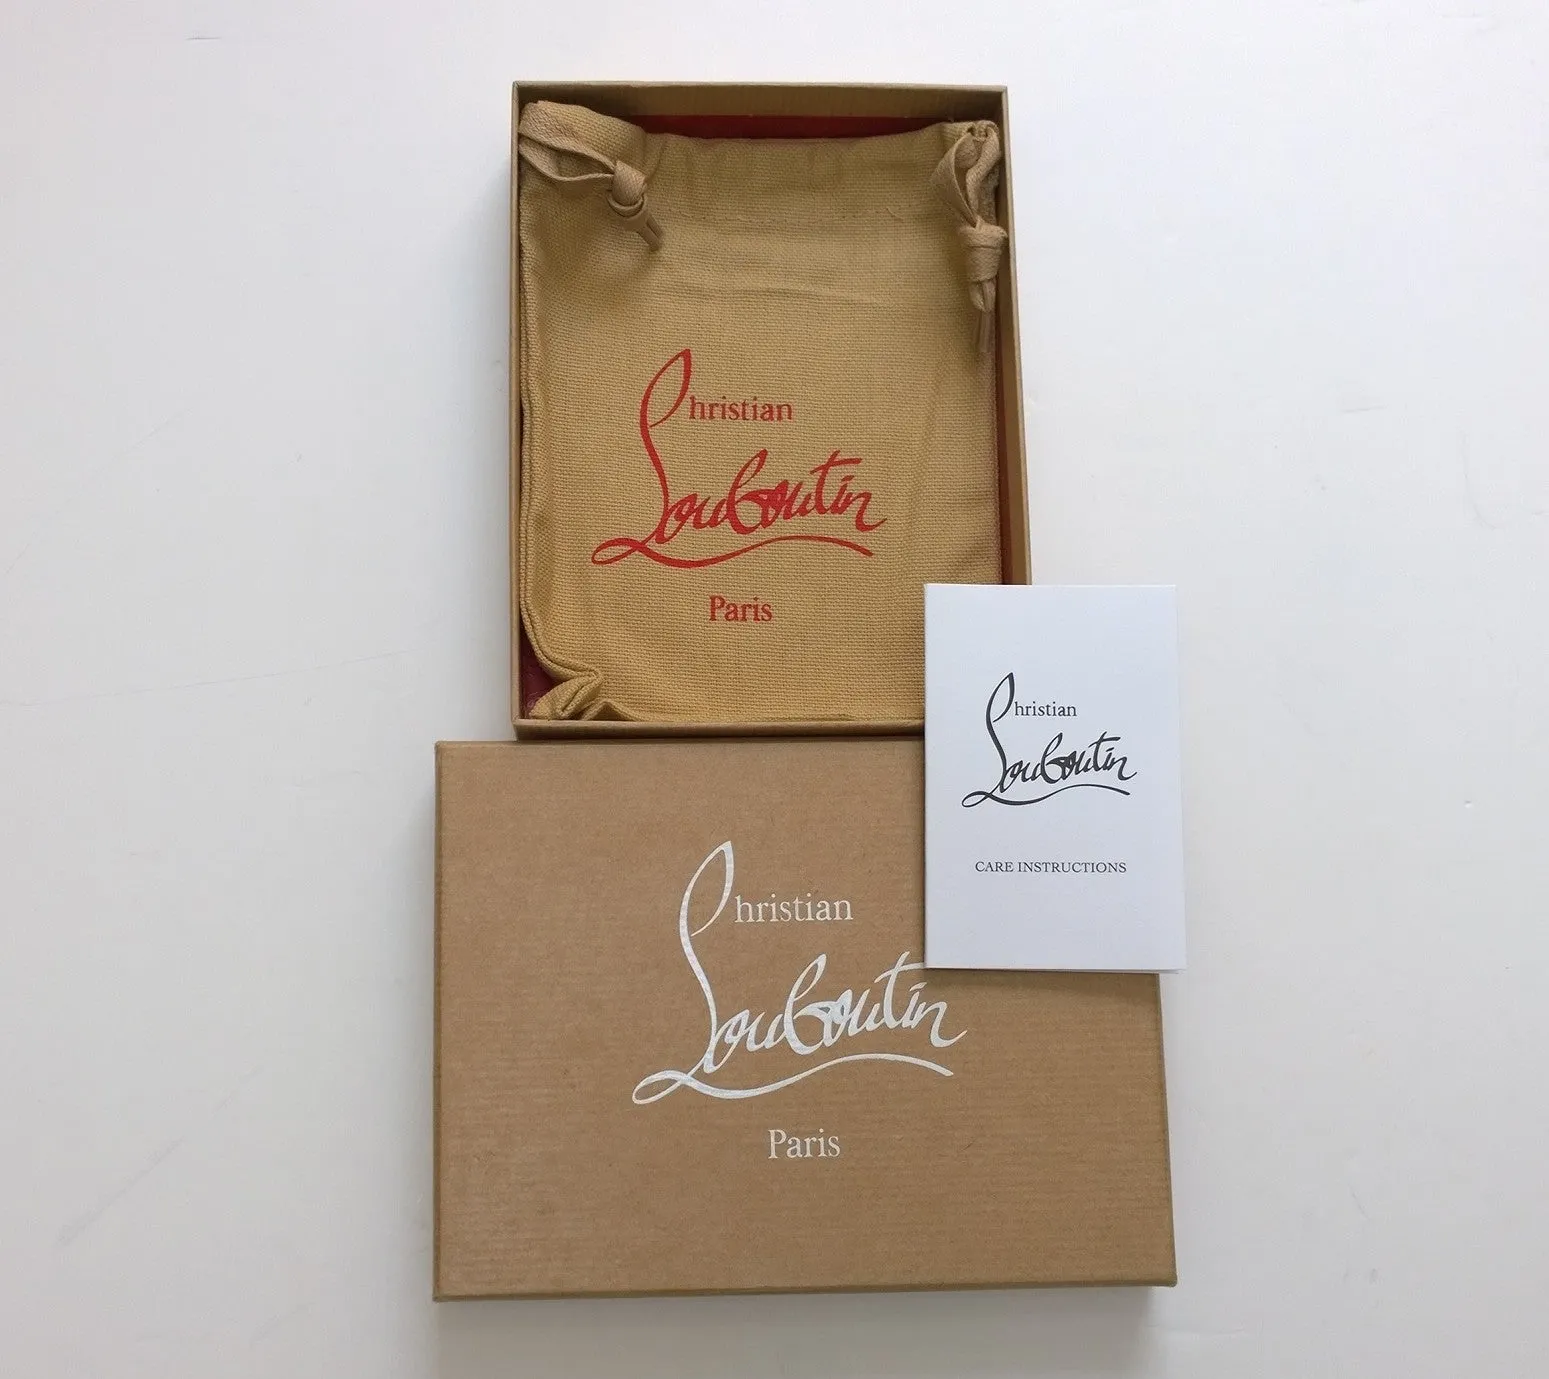 Christian
Louboutin
Paris
Christian
Louboutin
CARE INSTRUCTIONS
Christian
Louboutin
Paris